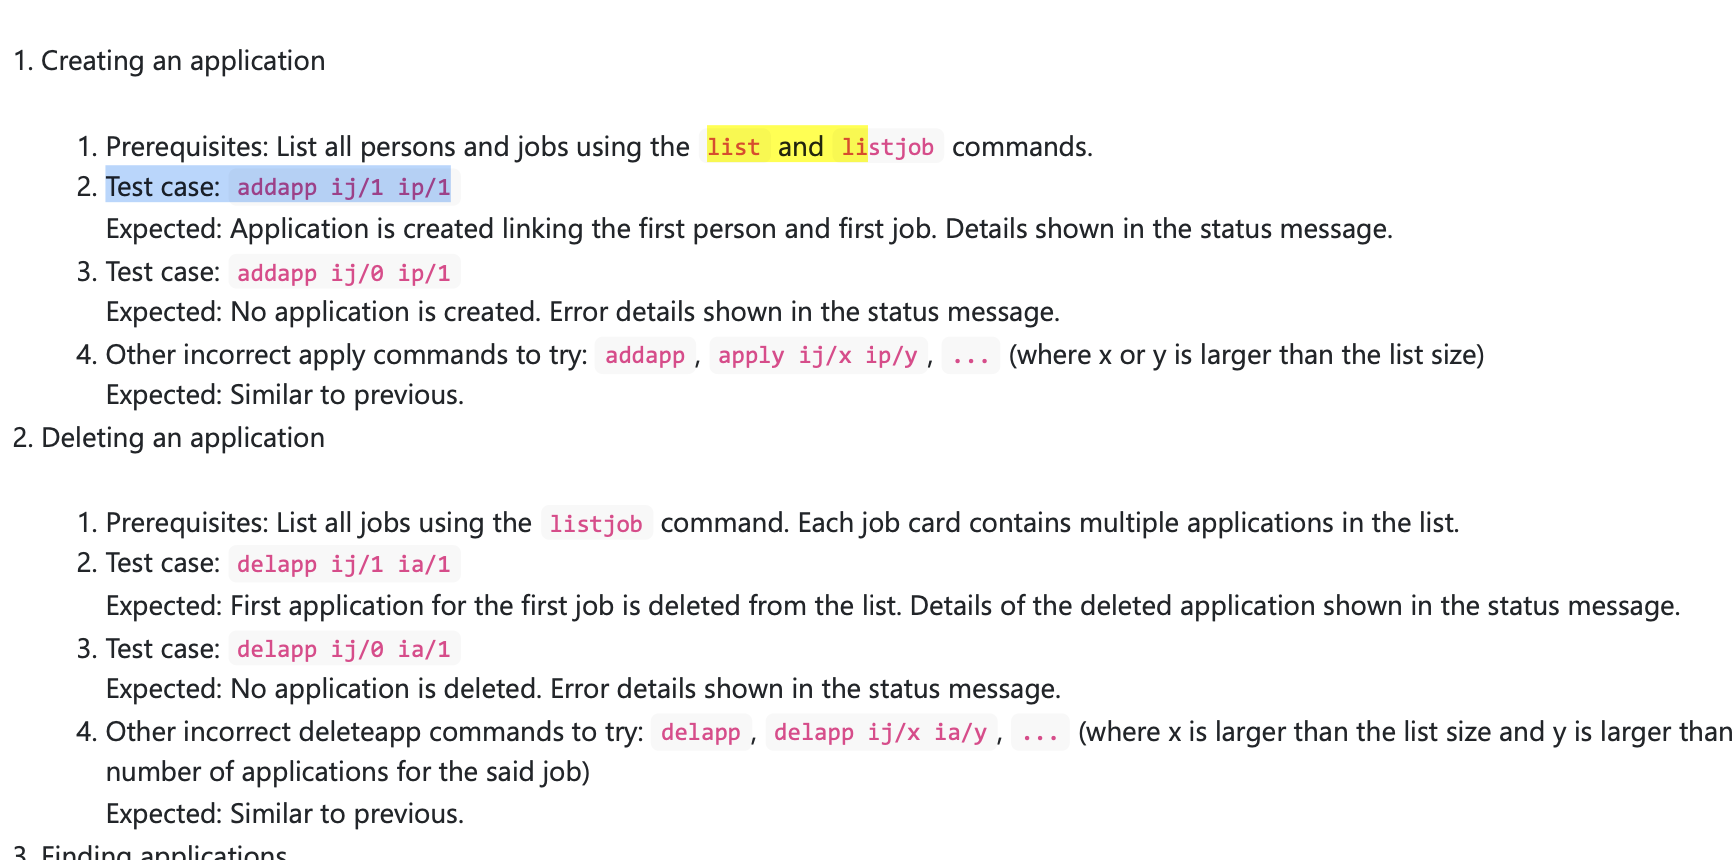 1. Creating an application
1. Prerequisites: List all persons and jobs using the list and listjob commands.
2. Test case: addapp ij/1 ip/1
Expected: Application is created linking the first person and first job. Details shown in the status message.
3. Test case: addapp ij/0 ip/1
Expected: No application is created. Error details shown in the status message.
4. Other incorrect apply commands to try: addapp, apply ij/x ip/y, ... (where x or y is larger than the list size)
Expected: Similar to previous.
2. Deleting an application
1. Prerequisites: List all jobs using the listjob command. Each job card contains multiple applications in the list.
2. Test case: delapp ij/1 ia/1
Expected: First application for the first job is deleted from the list. Details of the deleted application shown in the status message.
3. Test case: delapp ij/0 ia/1
Expected: No application is deleted. Error details shown in the status message.
4. Other incorrect deleteapp commands to try: delapp, delapp ij/x ia/y, ... (where x is larger than the list size and y is larger than
number of applications for the said job)
Expected: Similar to previous.
3. Finding applications